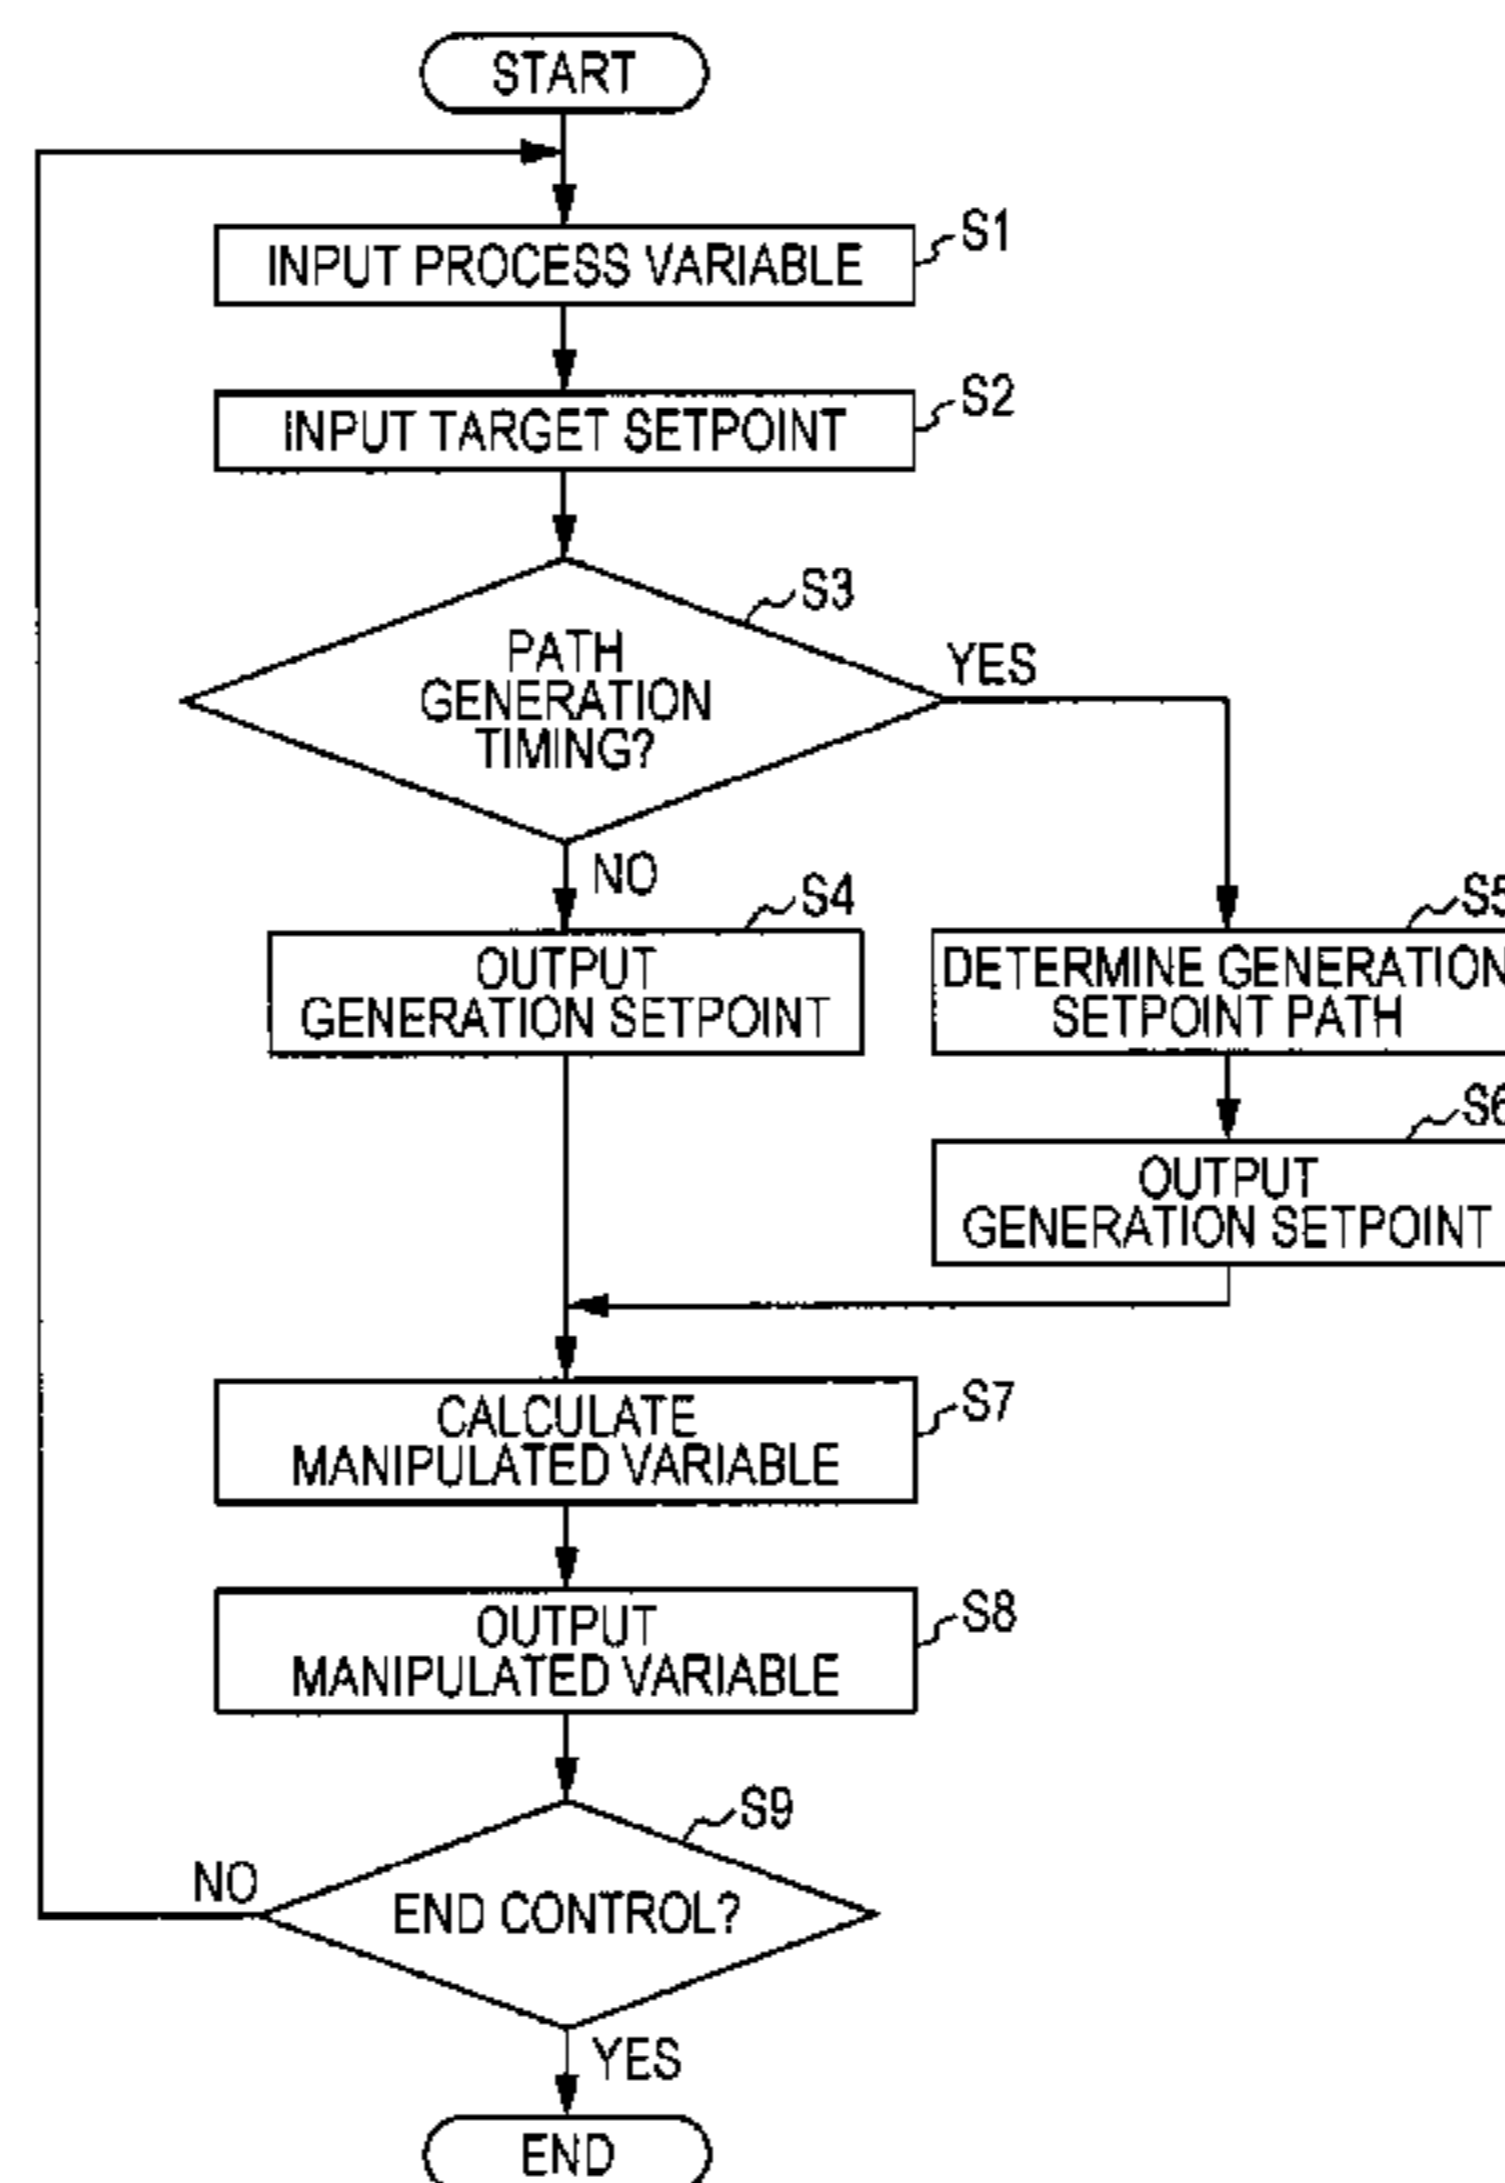 START
INPUT PROCESS VARIABLE
S1
INPUT TARGET SETPOINT
S2
S3
PATH
GENERATION
TIMING?
YES
NO
S4
OUTPUT
GENERATION SETPOINT
S5
DETERMINE GENERATION
SETPOINT PATH
S6
OUTPUT
GENERATION SETPOINT
CALCULATE
MANIPULATED VARIABLE
S7
OUTPUT
MANIPULATED VARIABLE
S8
S9
END CONTROL?
NO
YES
END